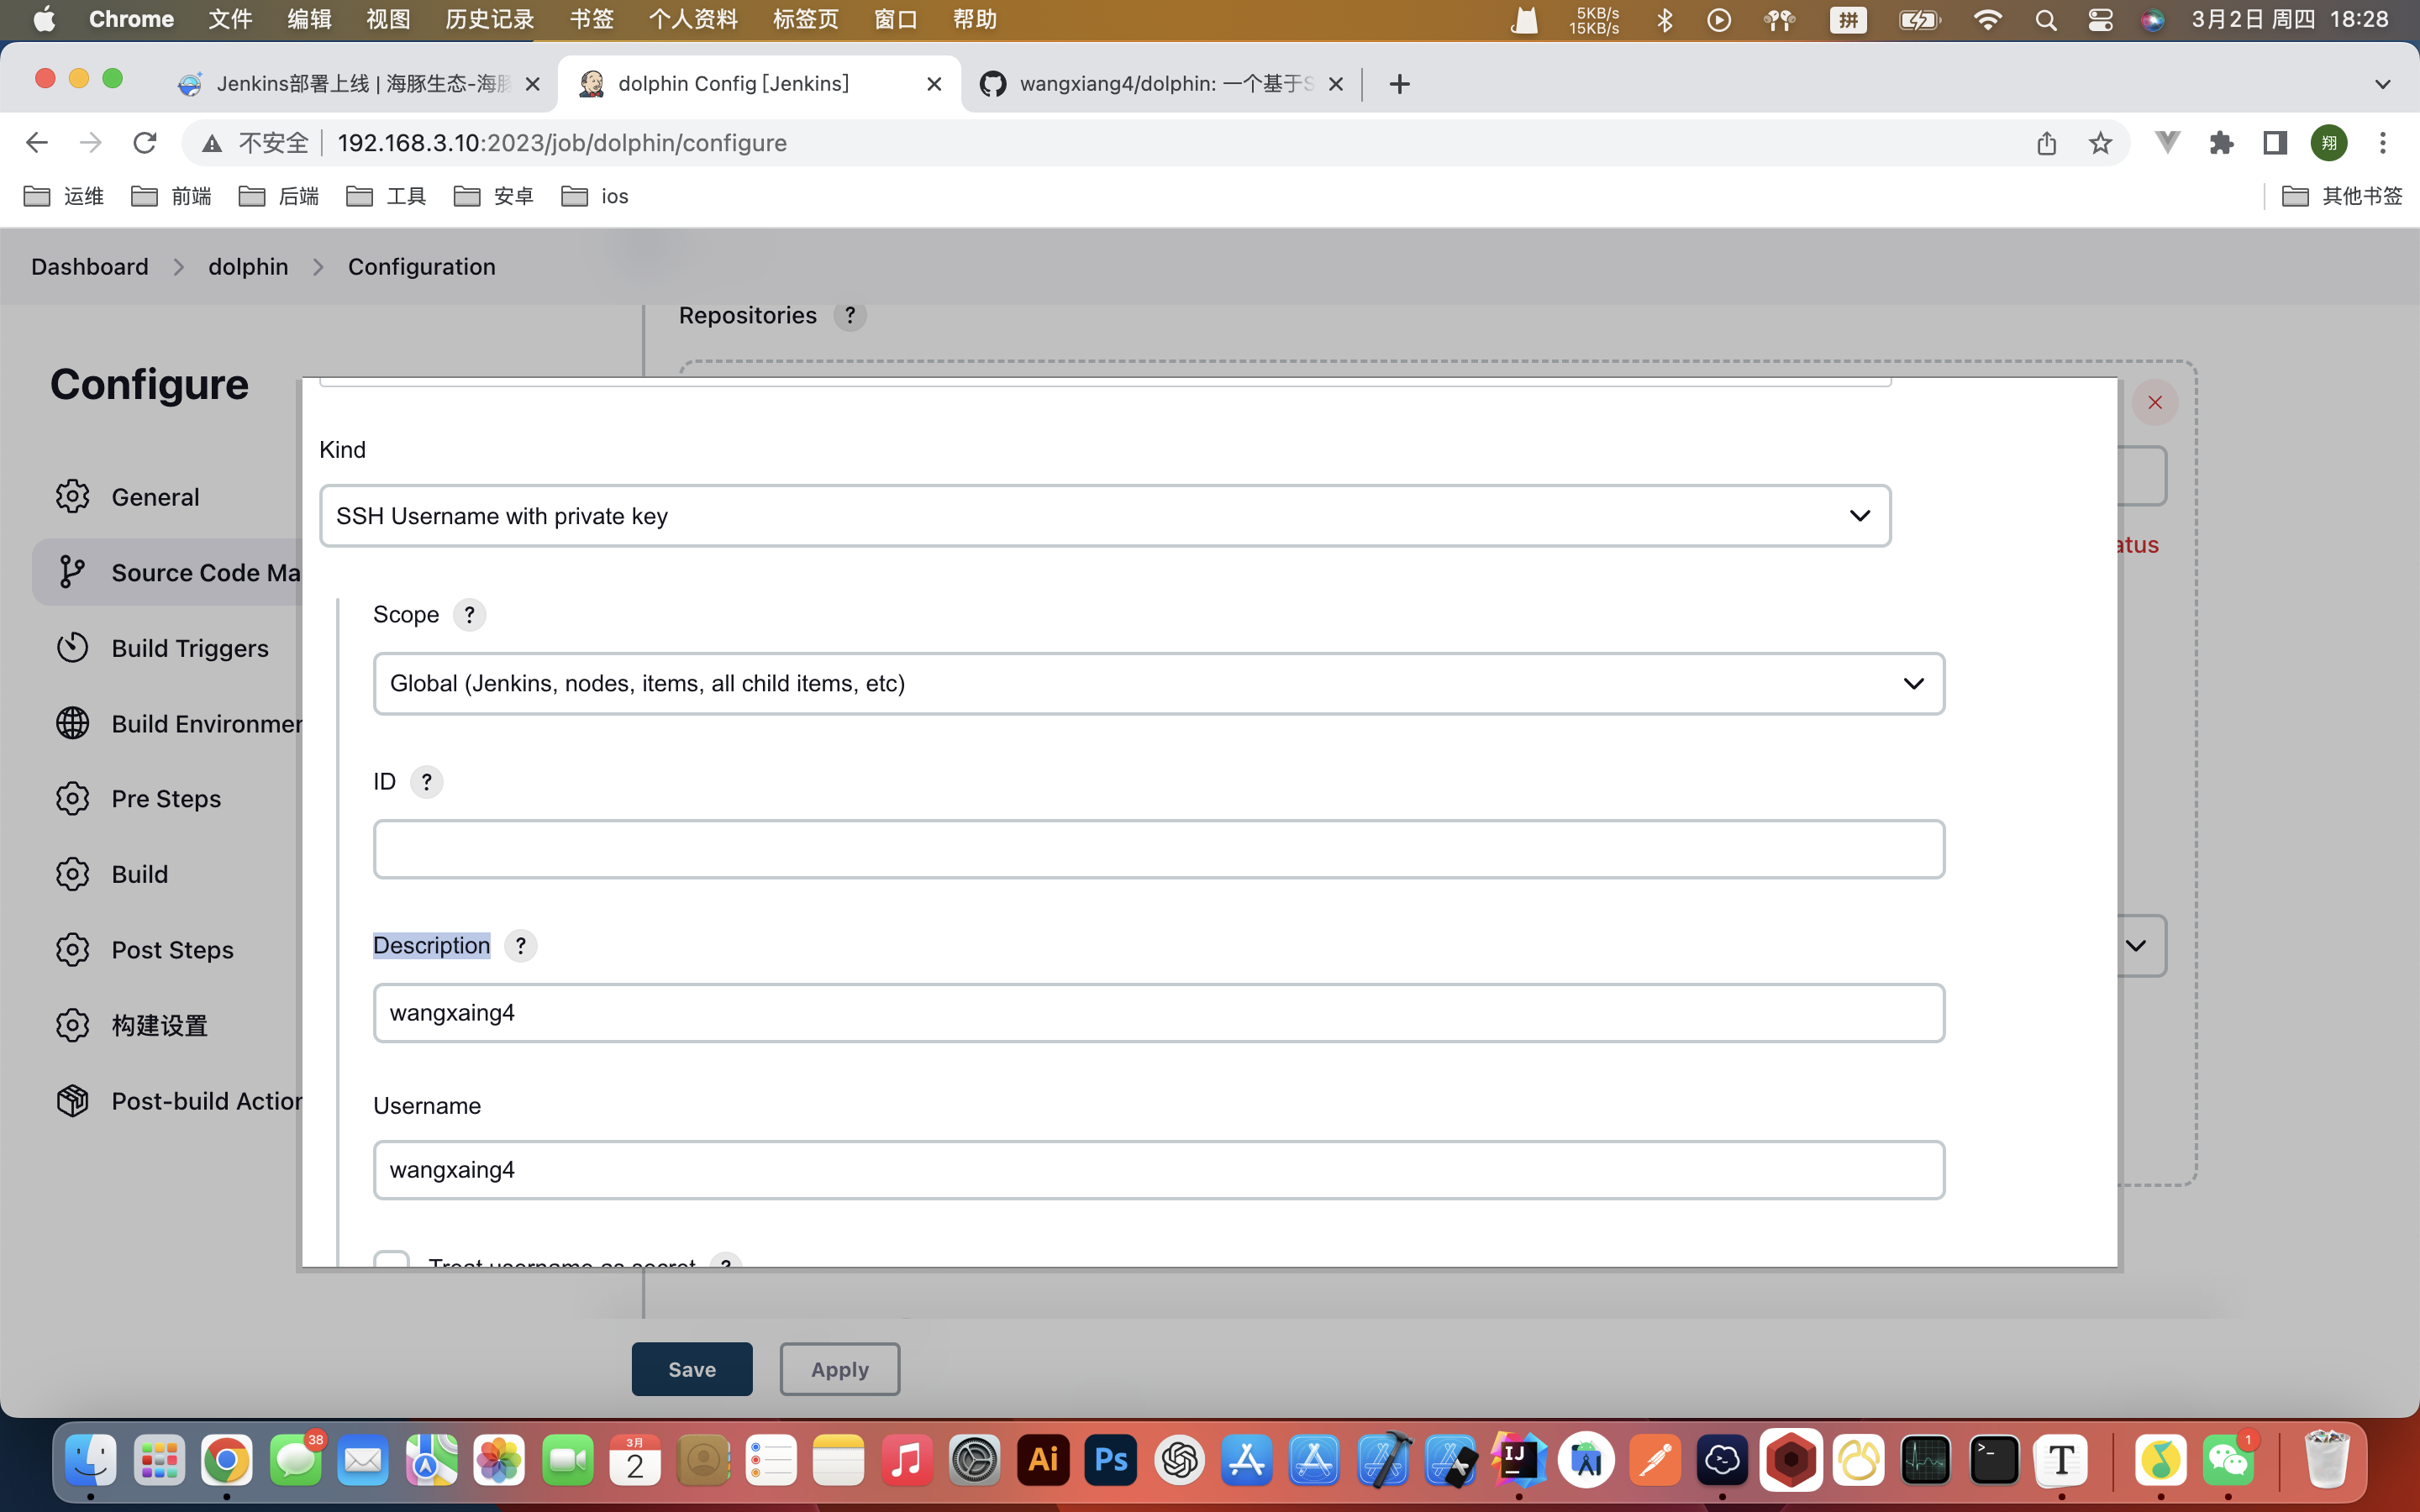 Chrome 文件 编辑 视图 历史记录 书签 个人资料 标签页 窗口 帮助 5KB/s 15KB/s 拼 3月2日 周四 18:28
Jenkins部署上线 | 海豚生态-海豚 dolphin Config [Jenkins] wangxiang4/dolphin: 一个基于S
不安全 192.168.3.10:2023/job/dolphin/configure 翔
运维 前端 后端 工具 安卓 ios 其他书签
Dashboard dolphin Configuration
Repositories ?
Configure
General
Source Code Ma
Build Triggers
Build Environmen
Pre Steps
Build
Post Steps
构建设置
Post-build Action
atus
Kind
SSH Username with private key
Scope ?
Global (Jenkins, nodes, items, all child items, etc)
ID ?
Description ?
wangxaing4
Username
wangxaing4
Treat username as secret ?
Save Apply
38 3月 2 Ai Ps IJ >_ T 1